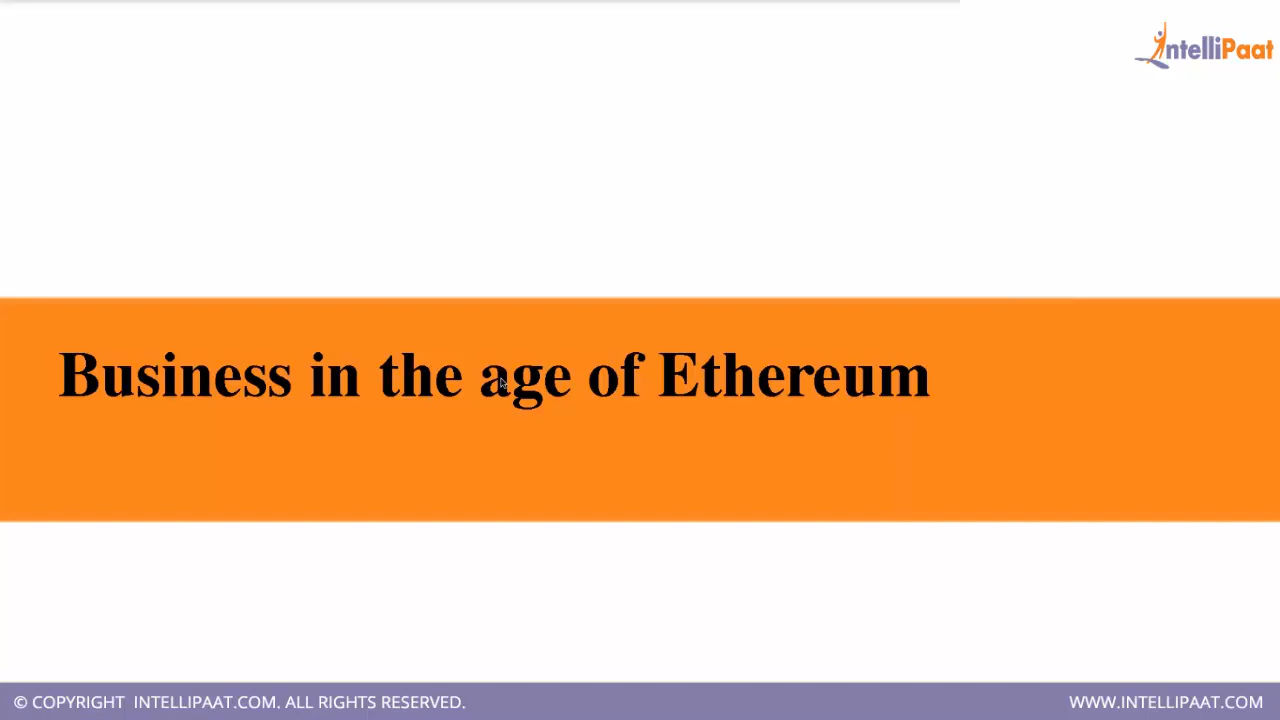 IntelliPaat
Business in the age of Ethereum
© COPYRIGHT INTELLIPAAT.COM. ALL RIGHTS RESERVED.
WWW.INTELLIPAAT.COM